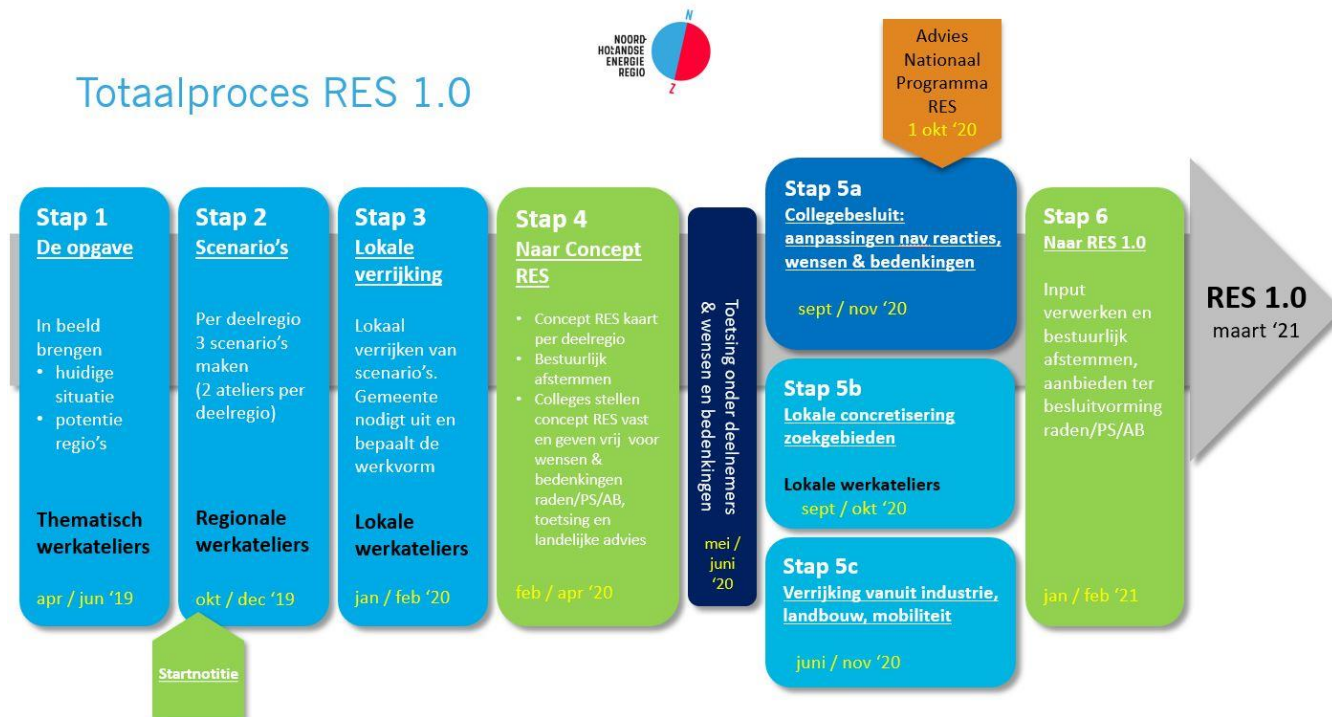 Totaalproces RES 1.0
NOORD-
HOLLANDSE
ENERGIE
REGIO
N
Z
Advies
Nationaal
Programma
RES
1 okt ‘20
Stap 1
De opgave
In beeld
brengen
• huidige
situatie
• potentie
regio’s
Thematisch
werkateliers
apr / jun ‘19
Startnotitie
Stap 2
Scenario’s
Per deelregio
3 scenario’s
maken
(2 ateliers per
deelregio)
Regionale
werkateliers
okt / dec ‘19
Stap 3
Lokale
verrijking
Lokaal
verrijken van
scenario’s.
Gemeente
nodigt uit en
bepaalt de
werkvorm
Lokale
werkateliers
jan / feb ‘20
Stap 4
Naar Concept
RES
• Concept RES kaart
per deelregio
• Bestuurlijk
afstemmen
• Colleges stellen
concept RES vast
en geven vrij voor
wensen &
bedenkingen
raden/PS/AB,
toetsing en
landelijke advies
feb / apr ‘20
Toetsing onder deelnemers
& wensen en bedenkingen
mei /
juni
‘20
Stap 5a
Collegebesluit:
aanpassingen nav reacties,
wensen & bedenkingen
sept / nov ‘20
Stap 5b
Lokale concretisering
zoekgebieden
Lokale werkateliers
sept / okt ‘20
Stap 5c
Verrijking vanuit industrie,
landbouw, mobiliteit
juni / nov ‘20
Stap 6
Naar RES 1.0
Input
verwerken en
bestuurlijk
afstemmen,
aanbieden ter
besluitvorming
raden/PS/AB
jan / feb ‘21
RES 1.0
maart ‘21